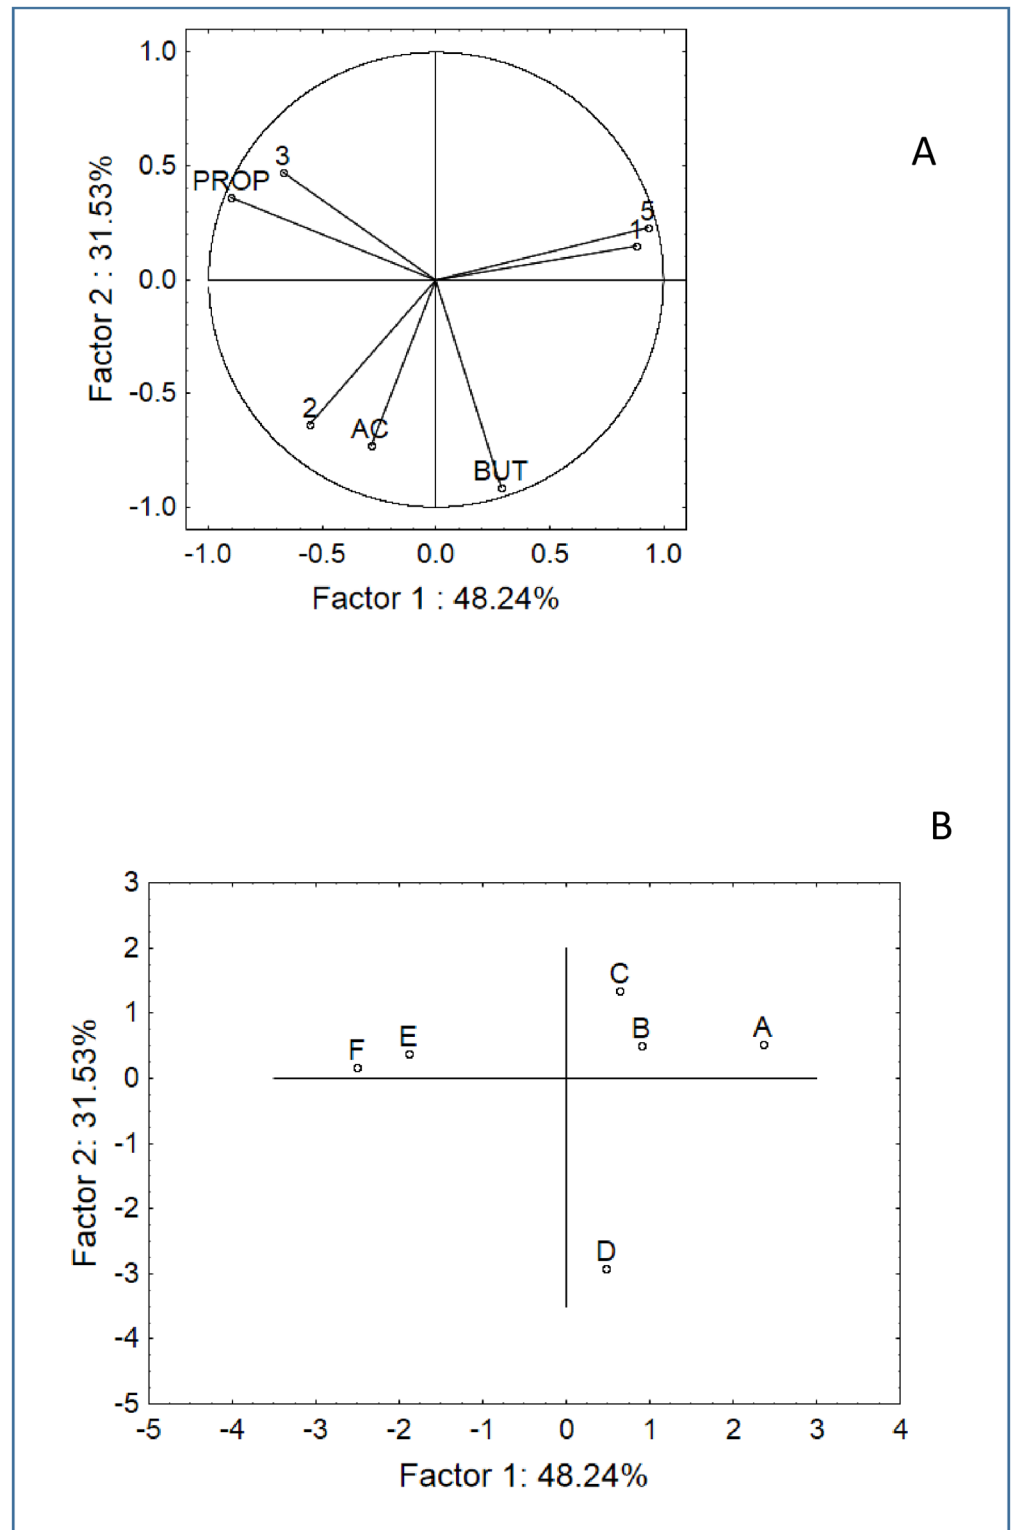 A
1.0
0.5
0.0
-0.5
-1.0
Factor 2 : 31.53%
3
PROP
5
1
2
AC
BUT
-1.0 -0.5 0.0 0.5 1.0
Factor 1 : 48.24%
B
3
2
1
0
-1
-2
-3
-4
-5
Factor 2: 31.53%
C
B
A
E
F
D
-5 -4 -3 -2 -1 0 1 2 3 4
Factor 1: 48.24%